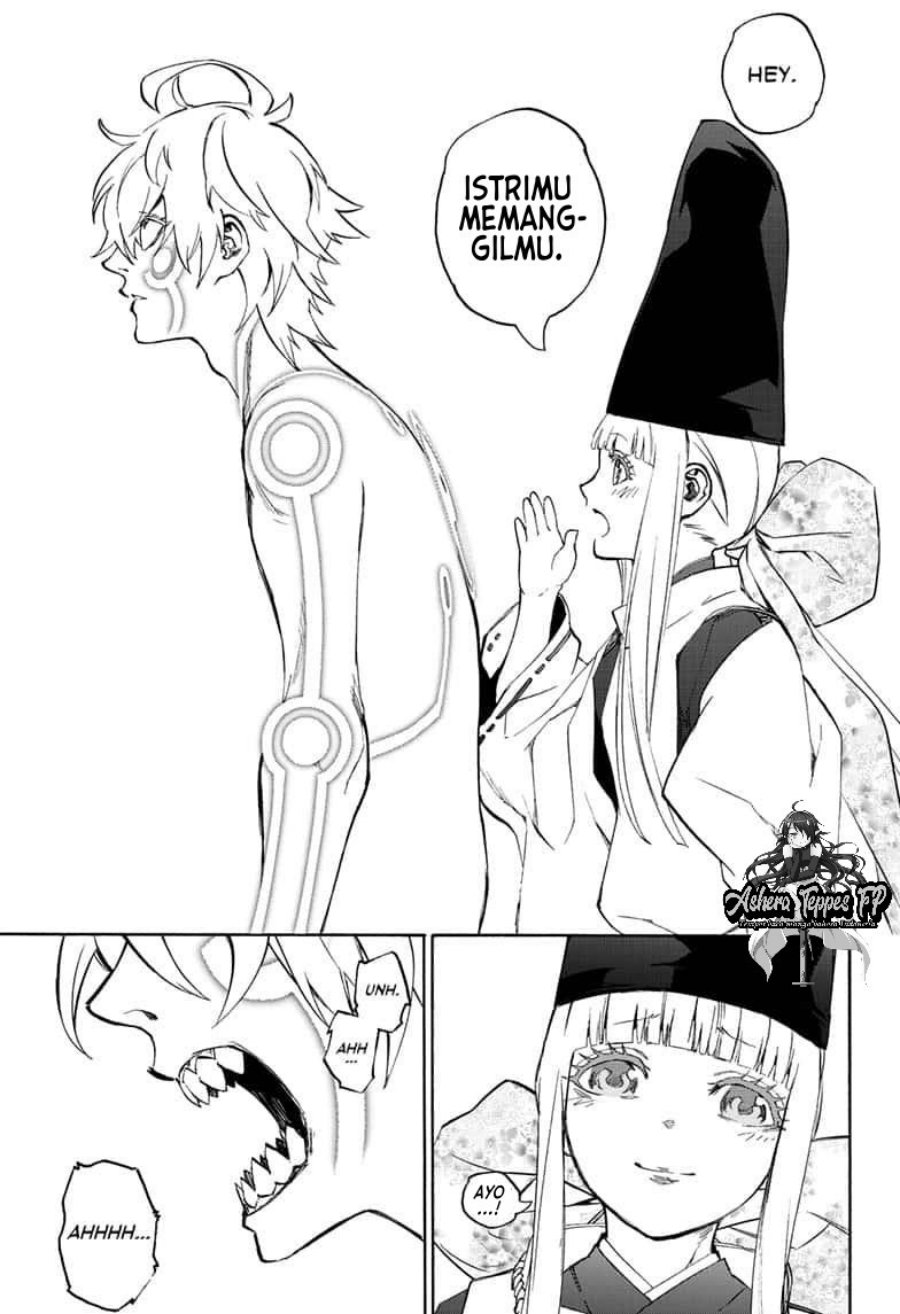 HEY.
ISTRIMU
MEMANG-
GILMU.
Ashera Teppes FP
UNH.
AHH
...
AHHHH...
AYO
...!